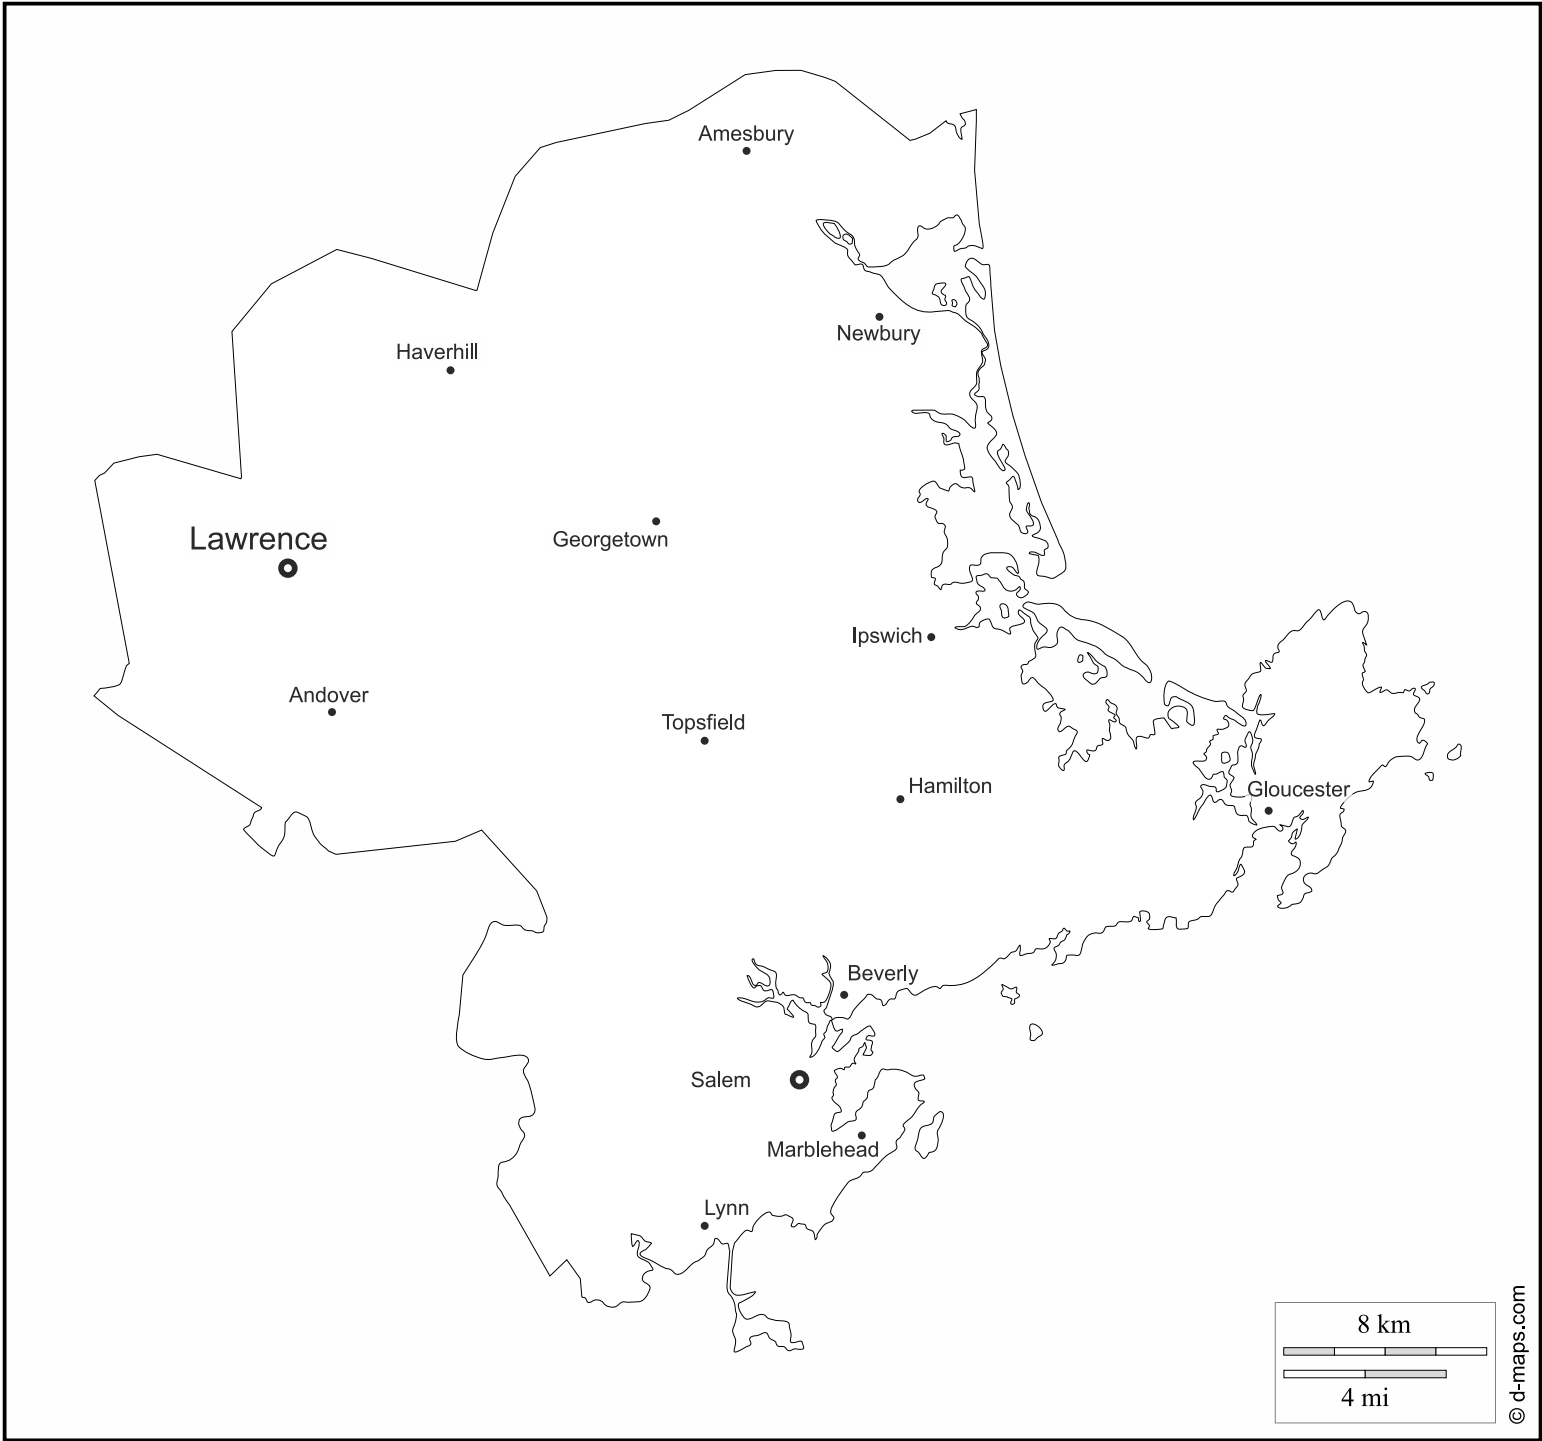 Amesbury
Newbury
Haverhill
Lawrence
Georgetown
Ipswich
Andover
Topsfield
Hamilton
Gloucester
Beverly
Salem
Marblehead
Lynn
8 km
4 mi
© d-maps.com